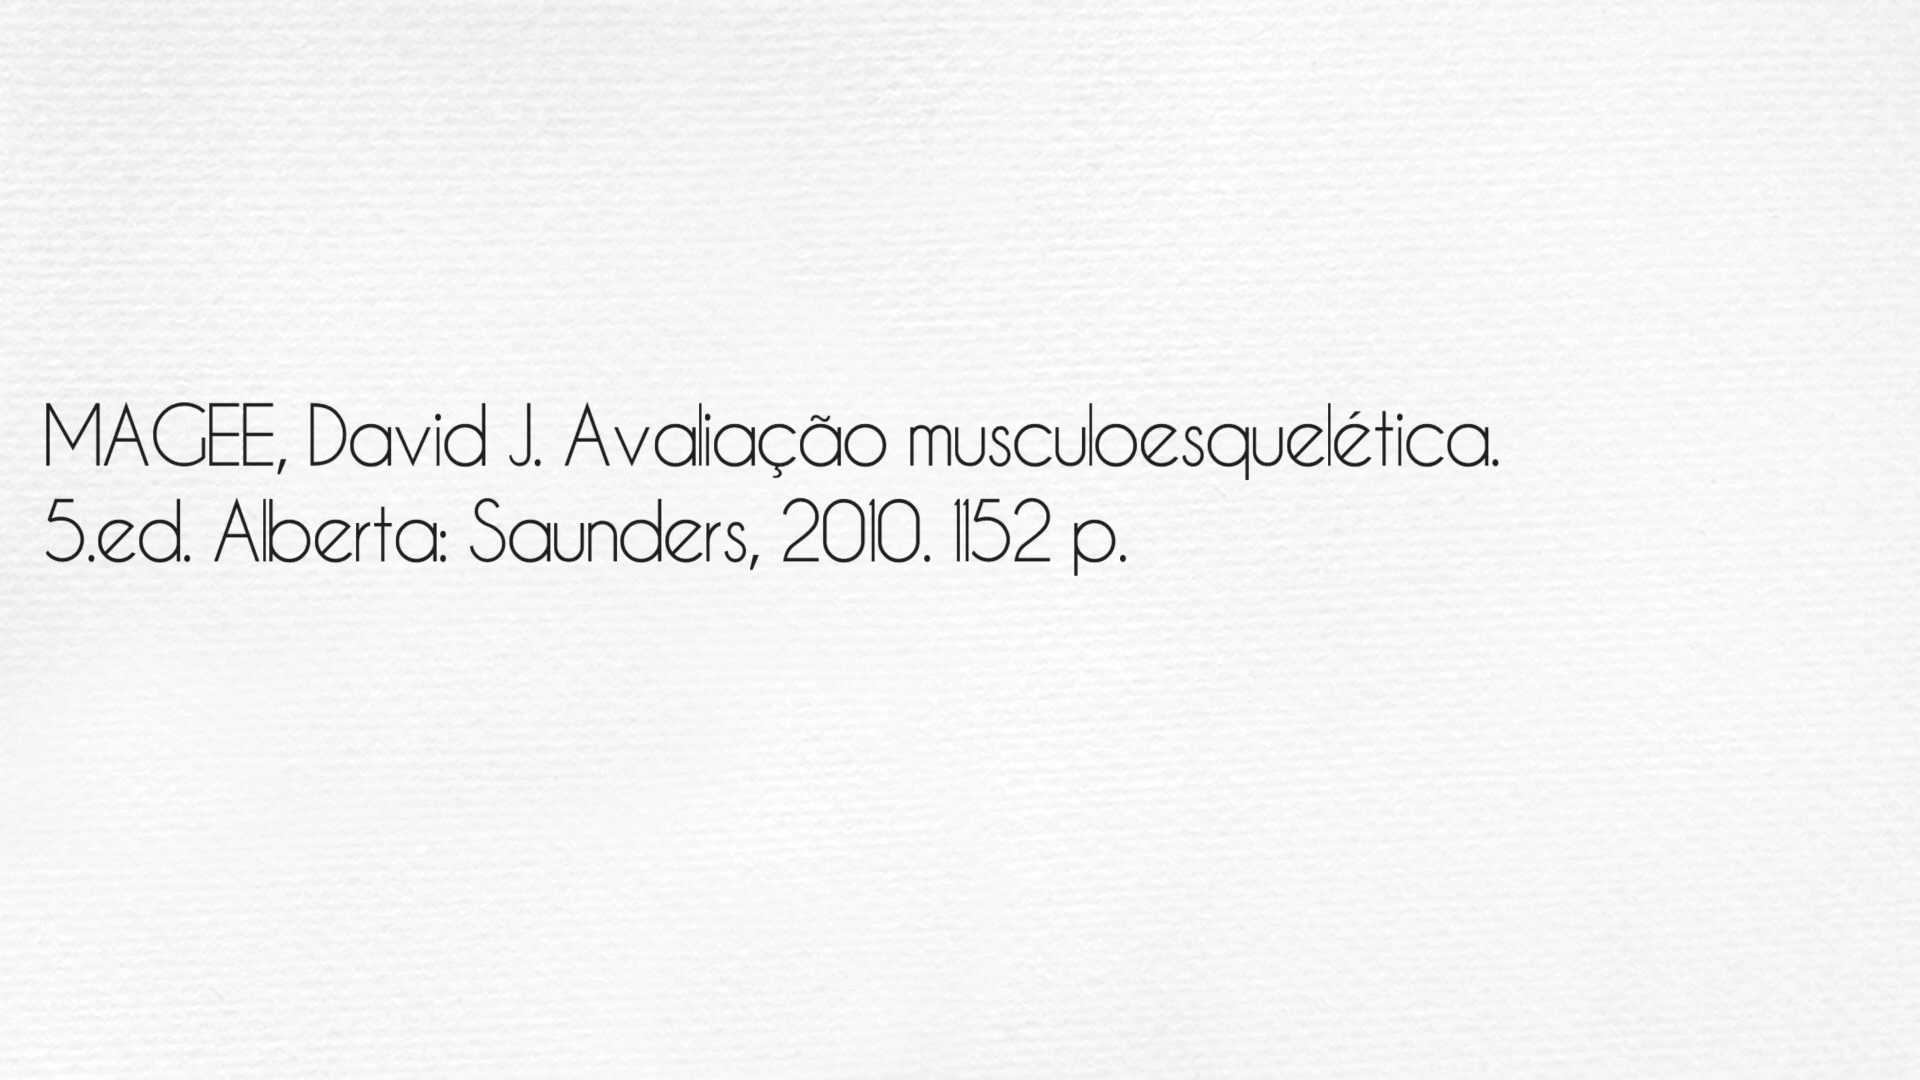 MAGEE, David J. Avaliação musculoesquelética.
5.ed. Alberta: Saunders, 2010. 1152 p.